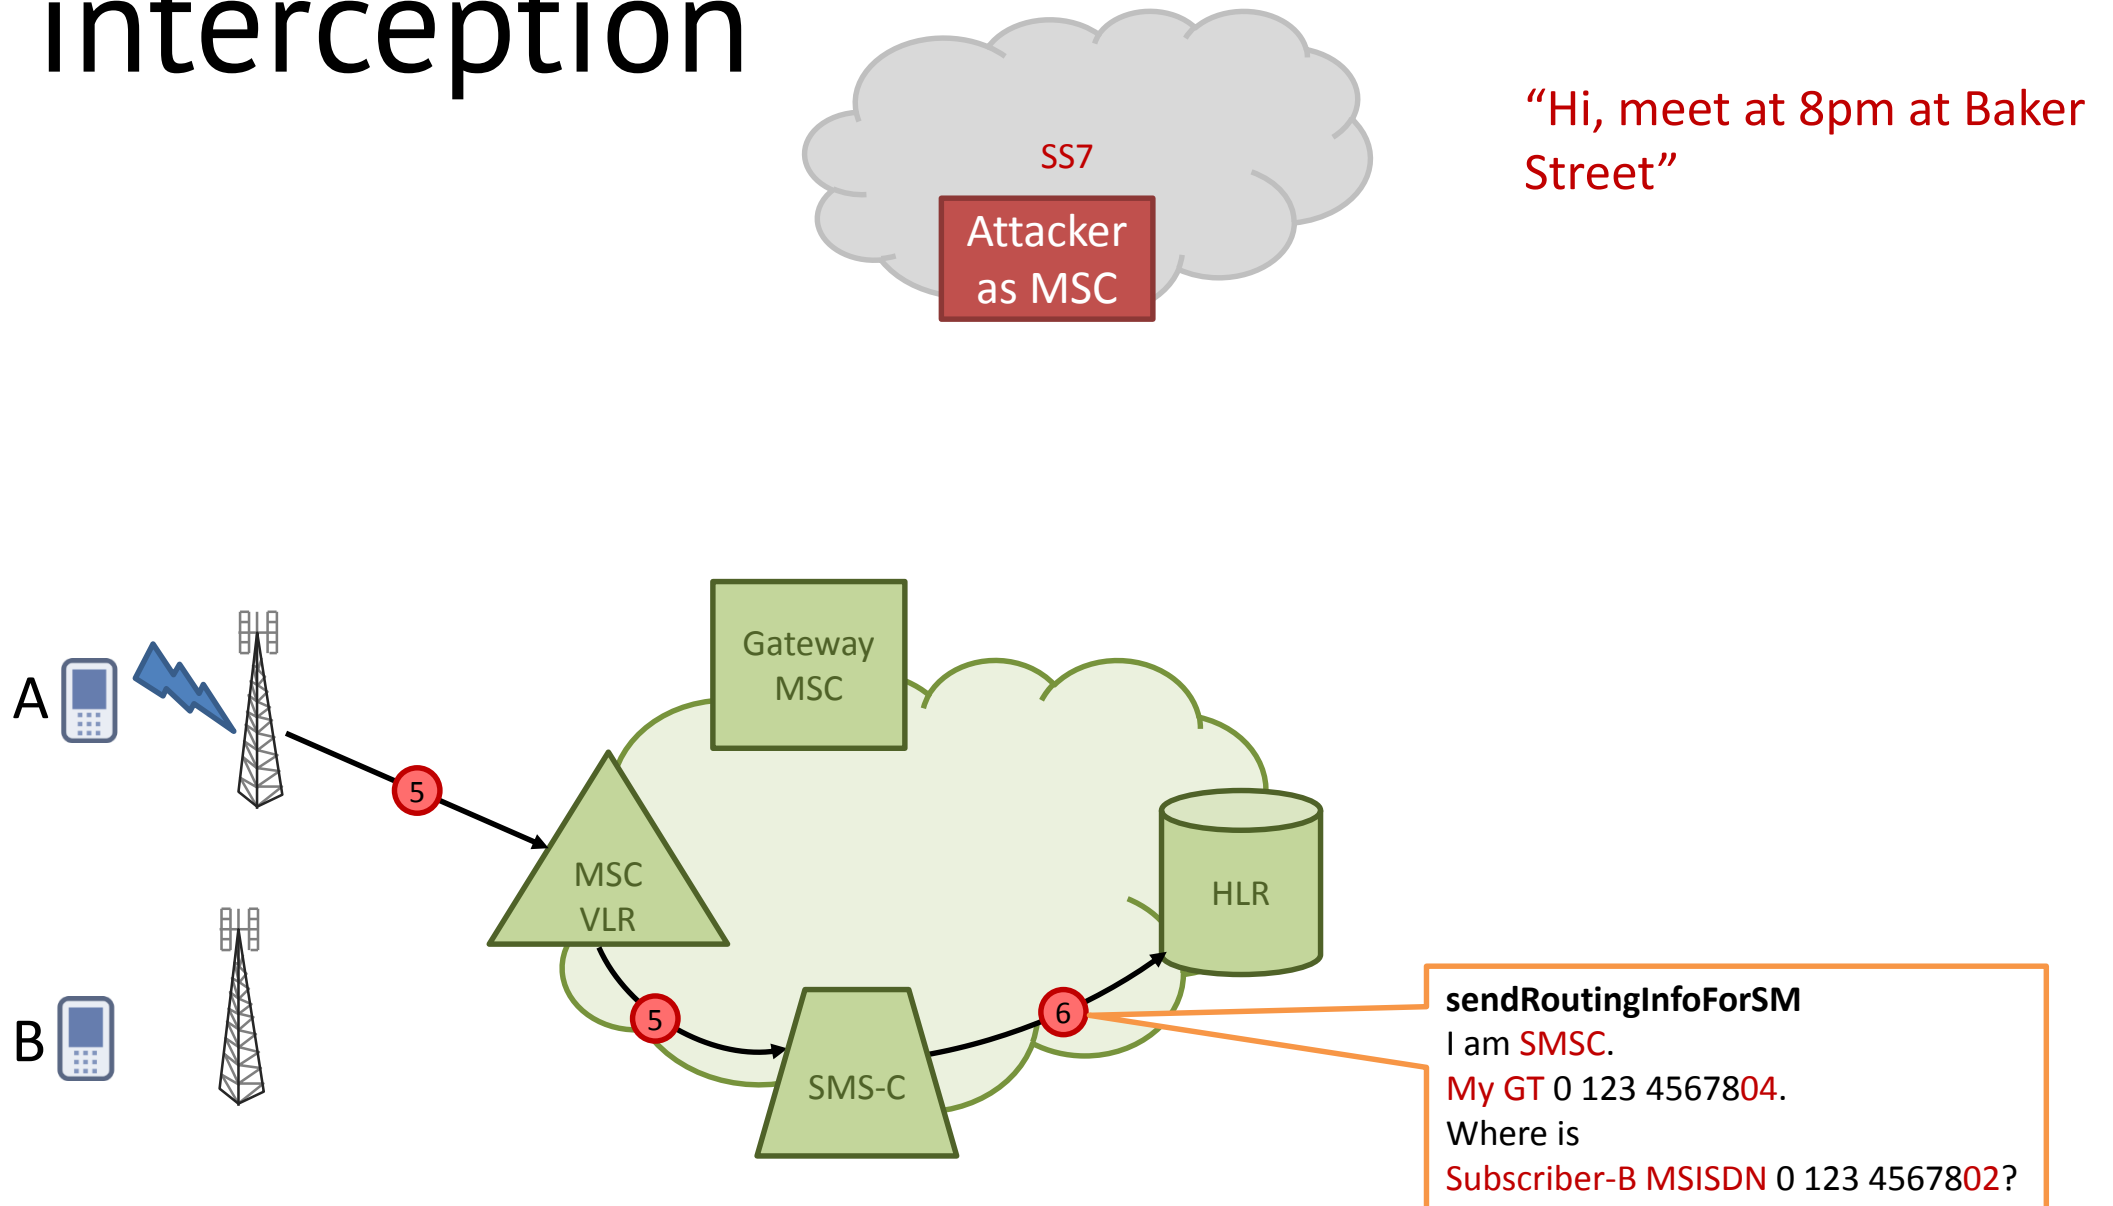 interception
SS7
Attacker
as MSC
“Hi, meet at 8pm at Baker
Street”
Gateway
MSC
A
5
MSC
VLR
HLR
B
5
6
SMS-C
sendRoutingInfoForSM
I am SMSC.
My GT 0 123 4567804.
Where is
Subscriber-B MSISDN 0 123 4567802?